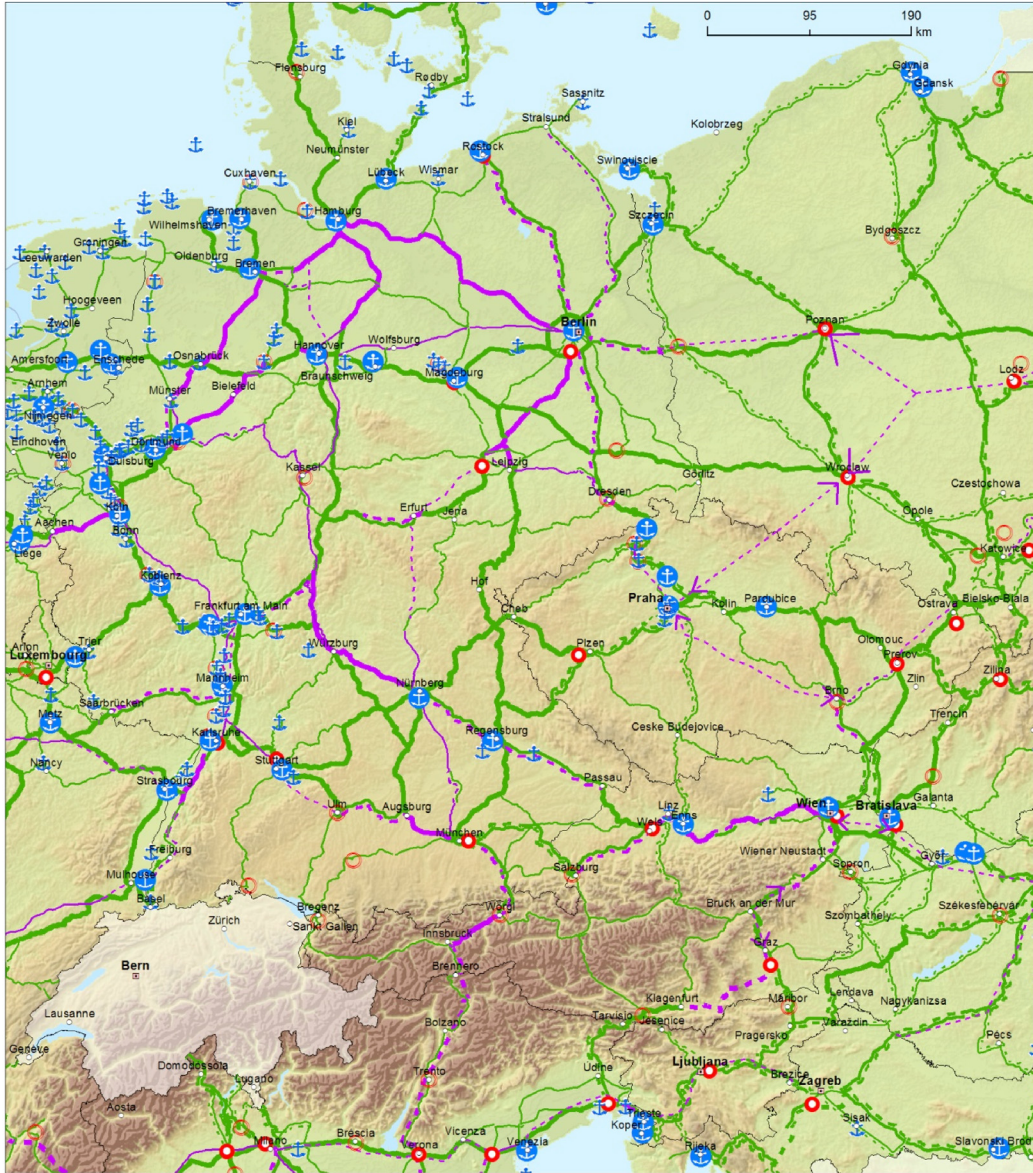 0 95 190
km
Flensburg
Rødby
Gdynia
Gdansk
Sassnitz
Stralsund
Kolobrzeg
Kiel
Neumünster
Rostock
Swinoujscie
Cuxhaven
Lübeck
Wismar
Bremerhaven
Hamburg
Szczecin
Wilhelmshaven
Bydgoszcz
Groningen
Leeuwarden
Oldenburg
Bremen
Hoogeveen
Zwolle
Berlin
Poznan
Hannover
Wolfsburg
Amersfoort
Enschede
Osnabrück
Braunschweig
Magdeburg
Lodz
Arnhem
Münster
Bielefeld
Nijmegen
Eindhoven
Dortmund
Venlo
Duisburg
Kassel
Leipzig
Görlitz
Wroclaw
Czestochowa
Dresden
Köln
Erfurt
Jena
Opole
Aachen
Bonn
Liège
Katowice
Koblenz
Hof
Praha
Kolin
Pardubice
Bielsko-Biala
Ostrava
Frankfurt am Main
Cheb
Arlon
Trier
Luxembourg
Würzburg
Plzen
Olomouc
Prerov
Mannheim
Zilina
Nürnberg
Brno
Zlin
Saarbrücken
Metz
Trencin
Karlsruhe
Regensburg
Ceske Budejovice
Nancy
Stuttgart
Strasbourg
Passau
Galanta
Ulm
Augsburg
Linz
Enns
Wien
Bratislava
München
Wels
Freiburg
Wiener Neustadt
Sopron
Györ
Mulhouse
Salzburg
Basel
Bregenz
Wörgl
Bruck an der Mur
Szombathely
Székesfehérvár
Zürich
Sankt Gallen
Innsbruck
Graz
Bern
Brennero
Lendava
Nagykanizsa
Klagenfurt
Maribor
Lausanne
Tarvisio
Bolzano
Jesenice
Pragersko
Varazdin
Pécs
Genève
Domodossola
Udine
Ljubljana
Lugano
Trento
Brezice
Zagreb
Aosta
Trieste
Koper
Sisak
Milano
Brescia
Verona
Vicenza
Venezia
Rijeka
Slavonski Brod